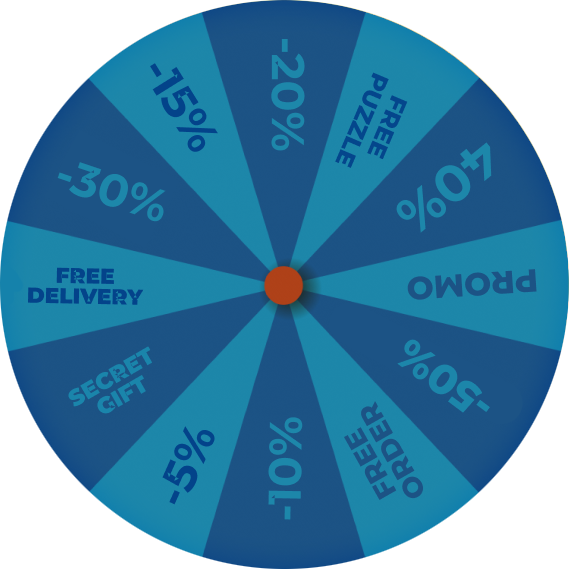 -20%
FREE
PUZZLE
40%
PROMO
-50%
FREE
ORDER
-10%
-5%
SECRET
GIFT
FREE
DELIVERY
-30%
-15%